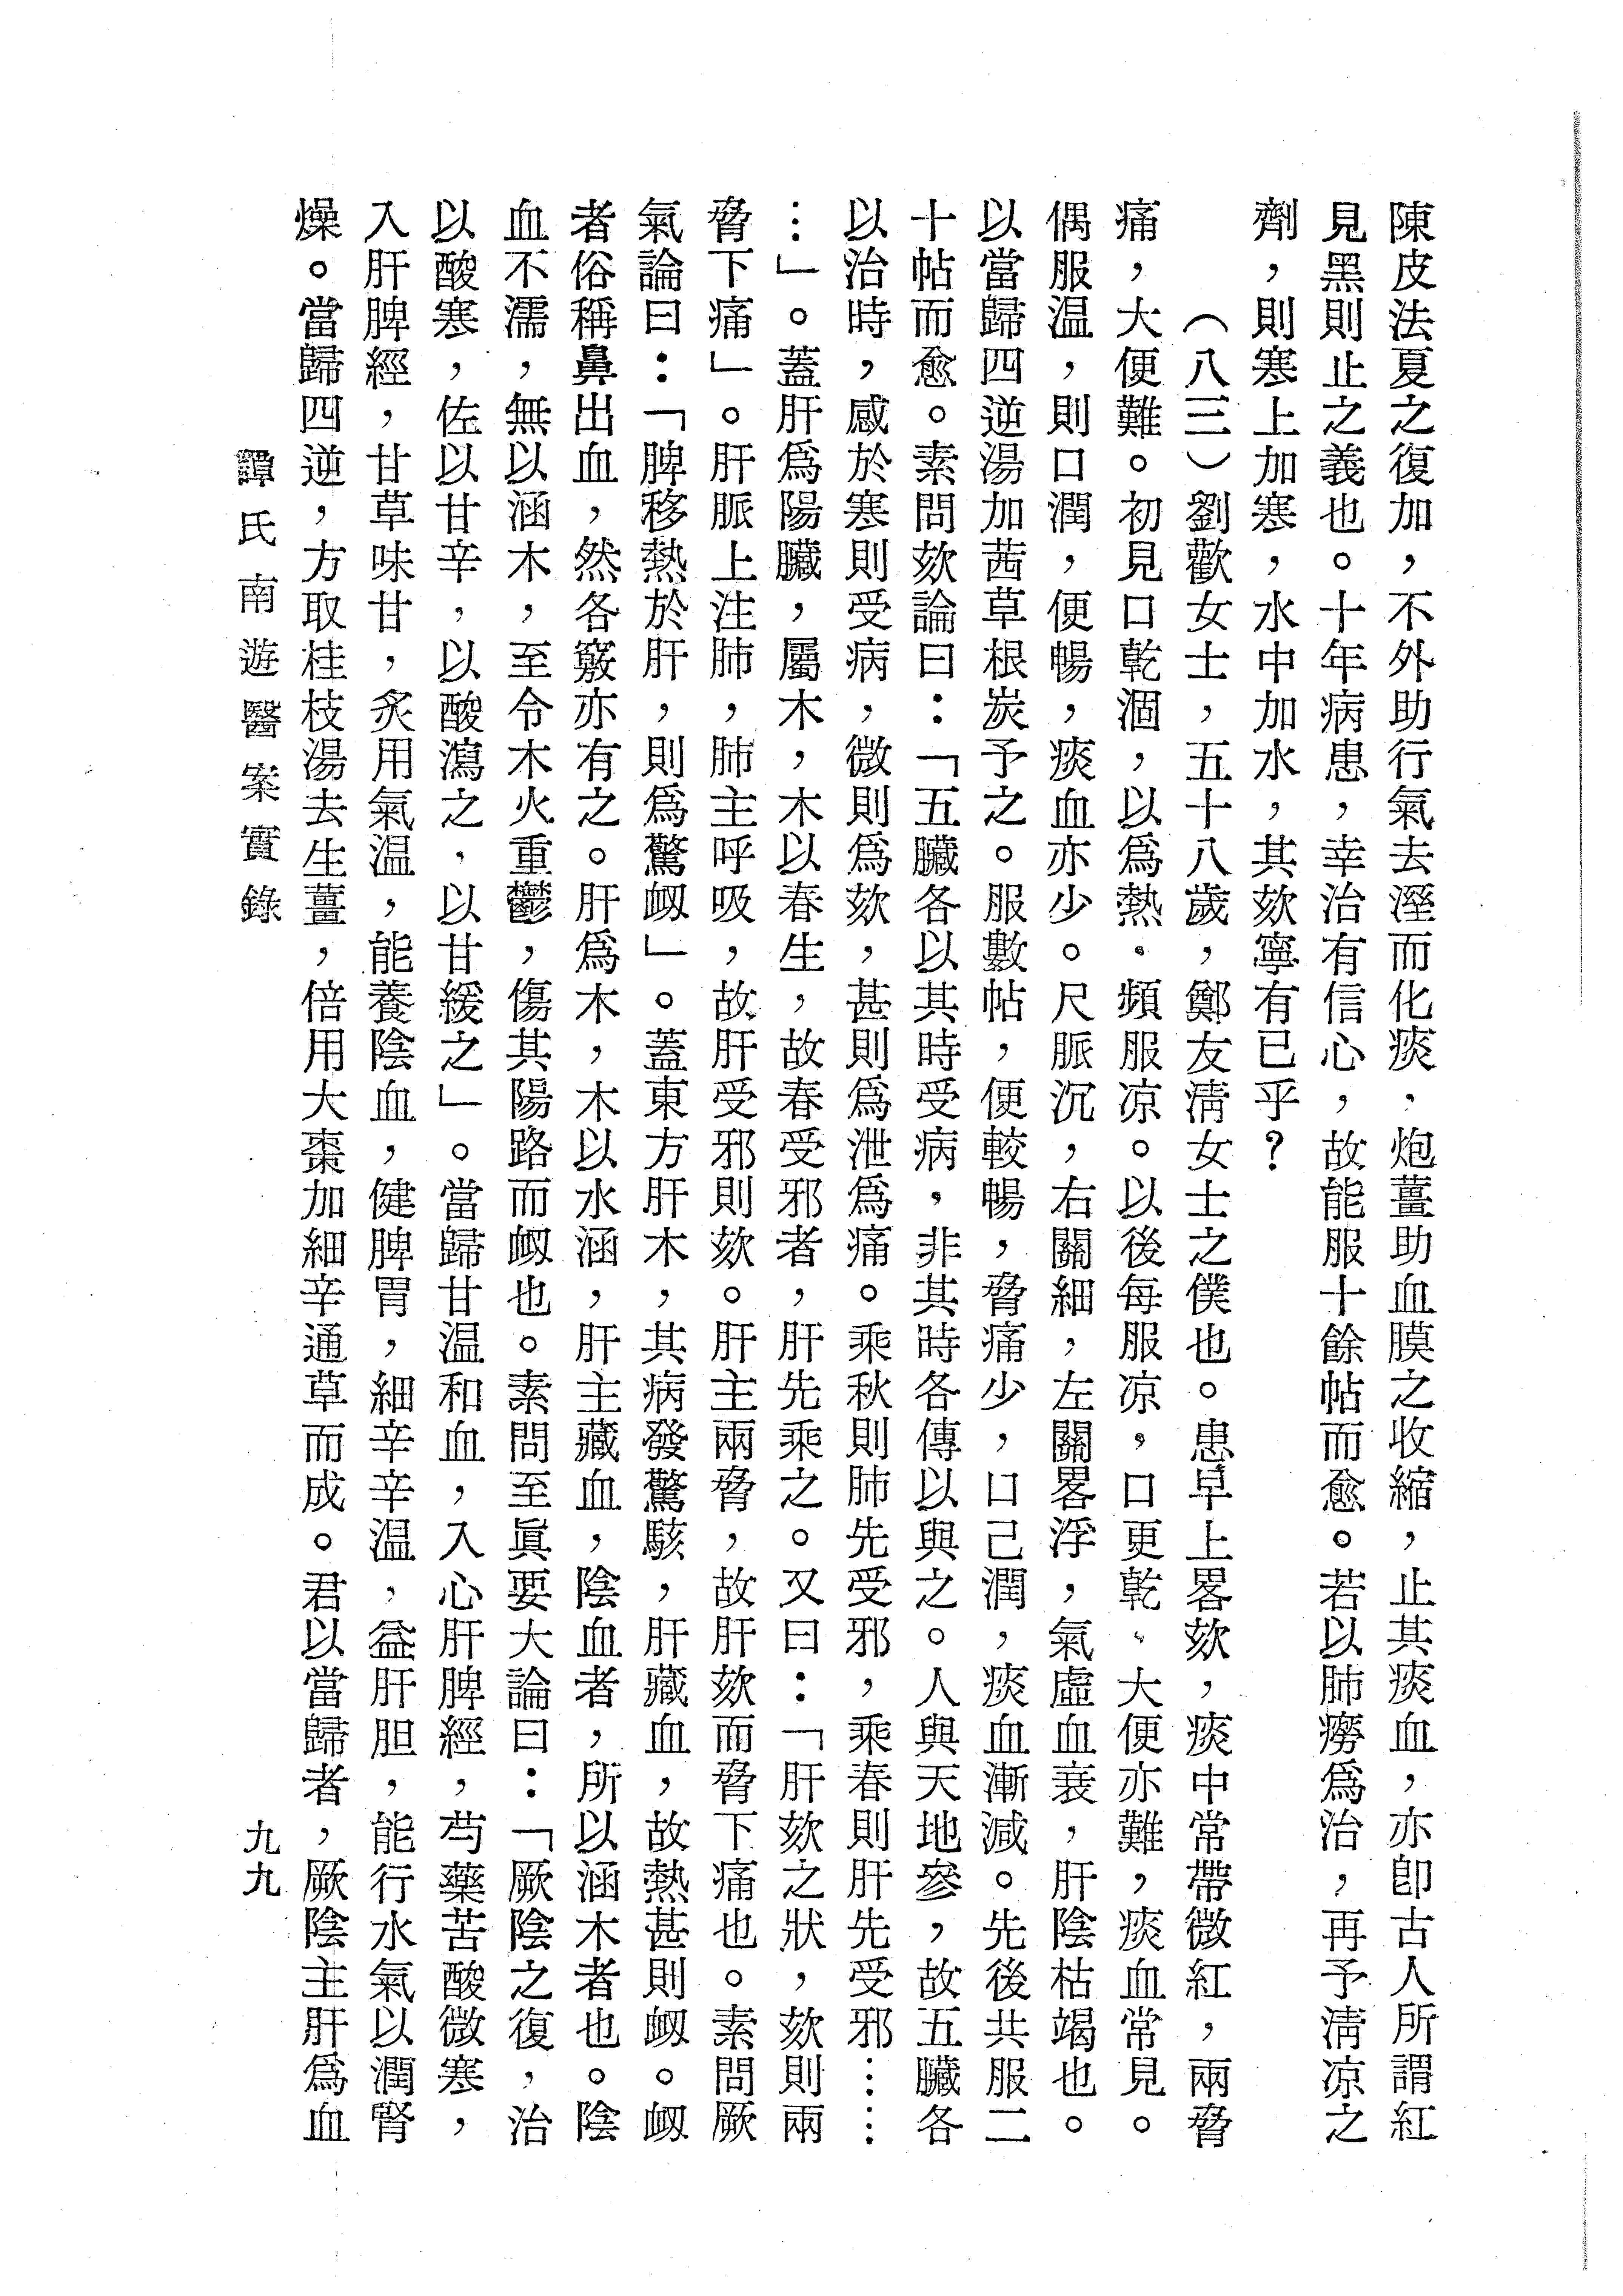 陳皮法夏之復加，不外助行氣去溼而化痰，炮薑助血膜之收縮，止其痰血，亦卽古人所謂紅
見黑則止之義也。十年病患，幸治有信心，故能服十餘帖而愈。若以肺癆爲治，再予淸凉之
劑，則寒上加寒，水中加水，其欬寧有已乎？
（八三）劉歡女士，五十八歲，鄭友淸女士之僕也。患早上畧欬，痰中常帶微紅，兩脅
痛，大便難。初見口乾涸，以爲熱。頻服凉。以後每服凉，口更乾、大便亦難，痰血常見。
偶服温，則口潤，便暢，痰血亦少。尺脈沉，右關細，左關畧浮，氣虛血衰，肝陰枯竭也。
以當歸四逆湯加茜草根炭予之。服數帖，便較暢，脅痛少，口己潤，痰血漸減。先後共服二
十帖而愈。素問欬論曰：「五臟各以其時受病，非其時各傳以與之。人與天地參，故五臟各
以治時，感於寒則受病，微則爲欬，甚則爲泄爲痛。乘秋則肺先受邪，乘春則肝先受邪……
…」。蓋肝爲陽臟，屬木，木以春生，故春受邪者，肝先乘之。又曰：「肝欬之狀，欬則兩
脅下痛」。肝脈上注肺，肺主呼吸，故肝受邪則欬。肝主兩脅，故肝欬而脅下痛也。素問厥
氣論曰：「脾移熱於肝，則爲驚衂」。蓋東方肝木，其病發驚駭，肝藏血，故熱甚則衂。衂
者俗稱鼻出血，然各竅亦有之。肝爲木，木以水涵，肝主藏血，陰血者，所以涵木者也。陰
血不濡，無以涵木，至令木火重鬱，傷其陽路而衂也。素問至眞要大論曰：「厥陰之復，治
以酸寒，佐以甘辛，以酸瀉之，以甘緩之」。當歸甘温和血，入心肝脾經，芍藥苦酸微寒，
入肝脾經，甘草味甘，炙用氣温，能養陰血，健脾胃，細辛辛温，益肝胆，能行水氣以潤腎
燥。當歸四逆，方取桂枝湯去生薑，倍用大棗加細辛通草而成。君以當歸者，厥陰主肝爲血
譚氏南遊醫案實錄
九九